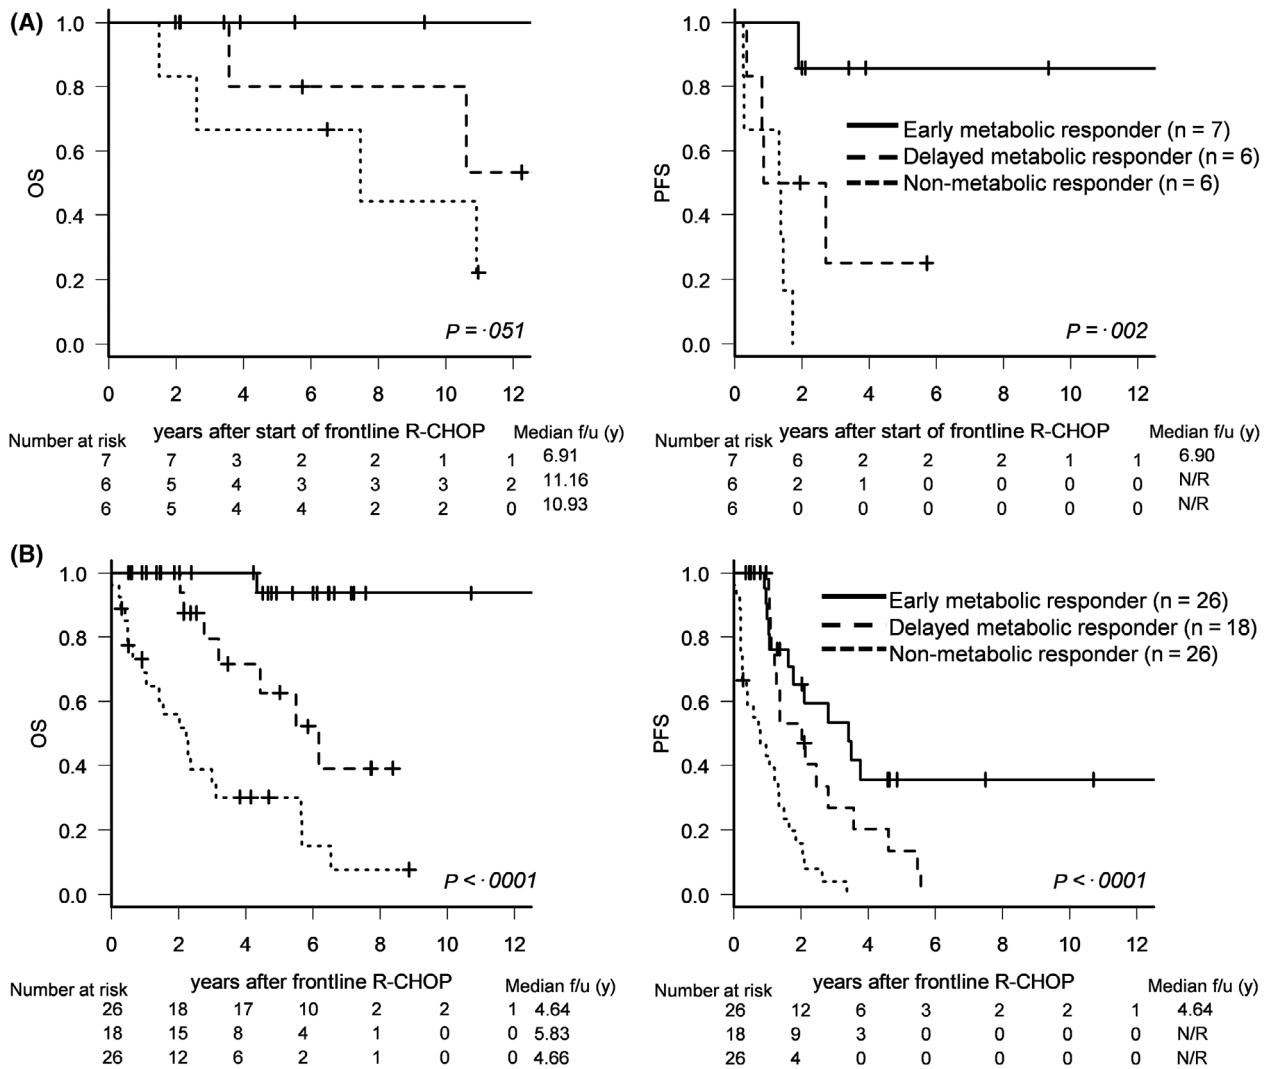 (A)
OS
1.0
0.8
0.6
0.4
0.2
0.0
P = ·051
0 2 4 6 8 10 12
years after start of frontline R-CHOP
Number at risk Median f/u (y)
7 7 3 2 2 1 1 6.91
6 5 4 3 3 3 2 11.16
6 5 4 4 2 2 0 10.93
PFS
1.0
0.8
0.6
0.4
0.2
0.0
Early metabolic responder (n = 7)
Delayed metabolic responder (n = 6)
Non-metabolic responder (n = 6)
P = ·002
0 2 4 6 8 10 12
years after start of frontline R-CHOP
Number at risk Median f/u (y)
7 6 2 2 2 1 1 6.90
6 2 1 0 0 0 0 N/R
6 0 0 0 0 0 0 N/R
(B)
OS
1.0
0.8
0.6
0.4
0.2
0.0
P < ·0001
0 2 4 6 8 10 12
years after frontline R-CHOP
Number at risk Median f/u (y)
26 18 17 10 2 2 1 4.64
18 15 8 4 1 0 0 5.83
26 12 6 2 1 0 0 4.66
PFS
1.0
0.8
0.6
0.4
0.2
0.0
Early metabolic responder (n = 26)
Delayed metabolic responder (n = 18)
Non-metabolic responder (n = 26)
P < ·0001
0 2 4 6 8 10 12
years after frontline R-CHOP
Number at risk Median f/u (y)
26 12 6 3 2 2 1 4.64
18 9 3 0 0 0 0 N/R
26 4 0 0 0 0 0 N/R